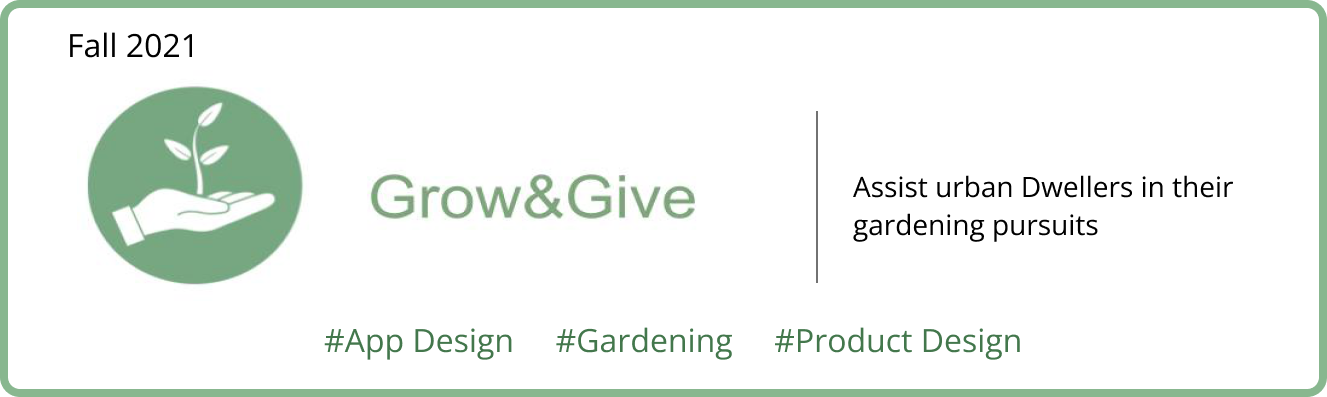 Fall 2021
Grow&Give
Assist urban Dwellers in their
gardening pursuits
#App Design #Gardening #Product Design